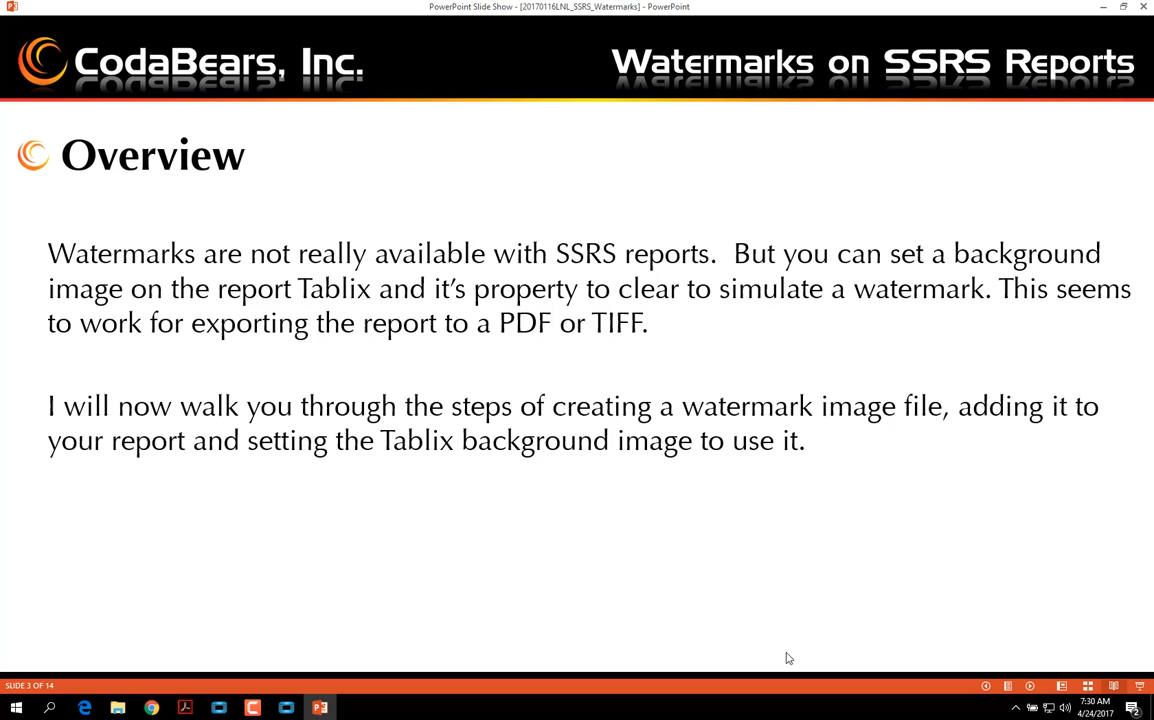 PowerPoint Slide Show - [20170116LNL_SSRS_Watermarks] - PowerPoint
CodaBears, Inc.
Watermarks on SSRS Reports
Overview
Watermarks are not really available with SSRS reports.  But you can set a background
image on the report Tablix and it's property to clear to simulate a watermark. This seems
to work for exporting the report to a PDF or TIFF.
I will now walk you through the steps of creating a watermark image file, adding it to
your report and setting the Tablix background image to use it.
SLIDE 3 OF 14
7:30 AM
4/24/2017
2